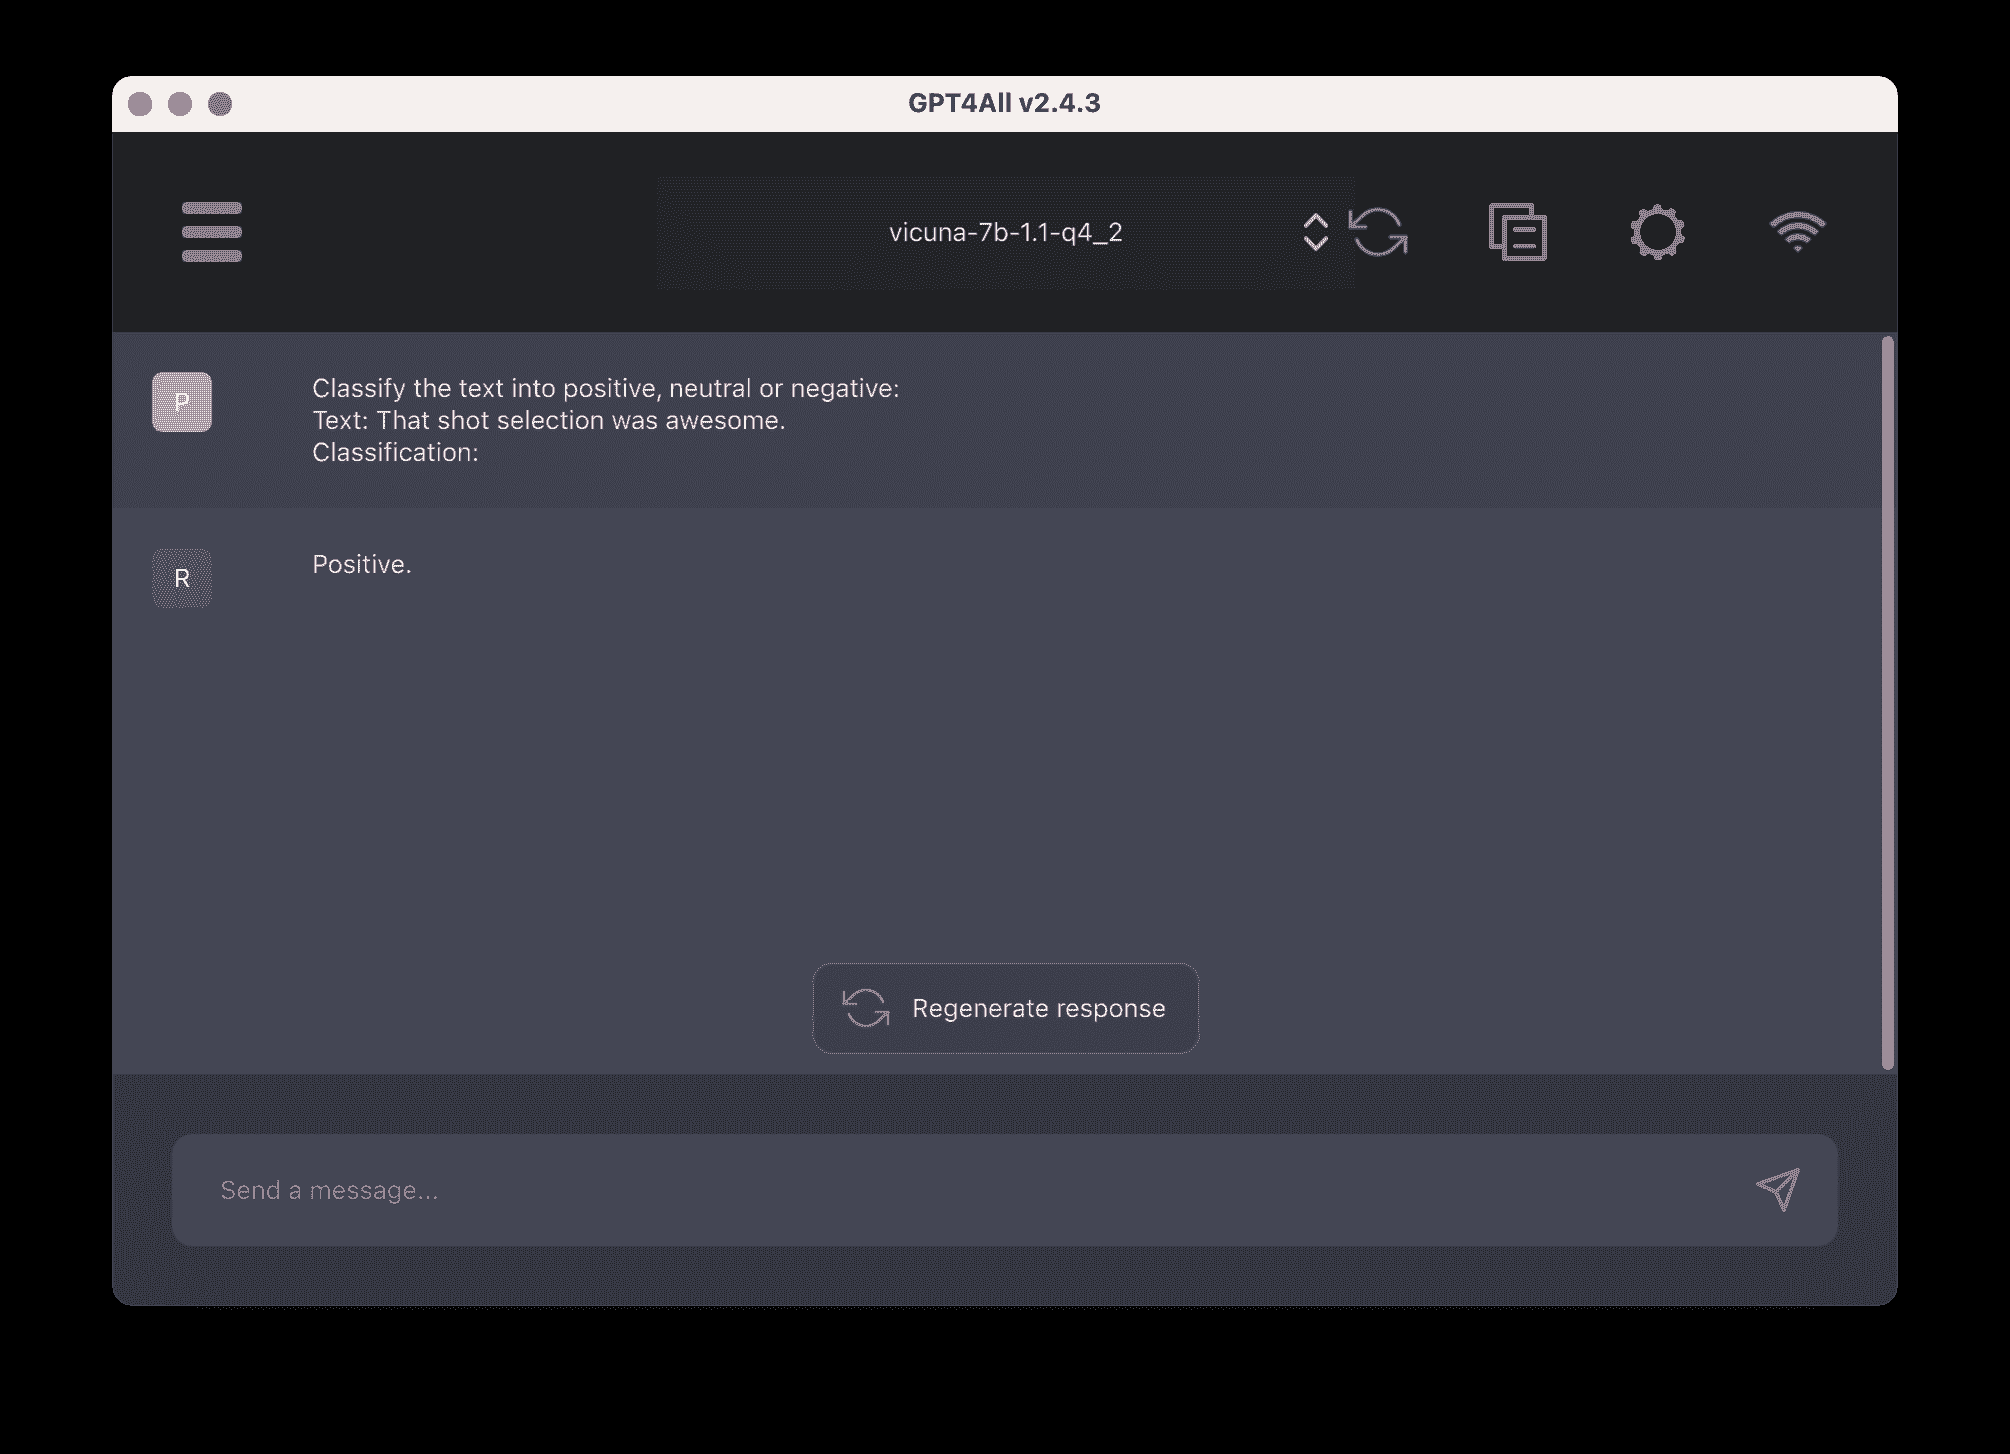 GPT4All v2.4.3
vicuna-7b-1.1-q4_2
P
Classify the text into positive, neutral or negative:
Text: That shot selection was awesome.
Classification:
R
Positive.
Regenerate response
Send a message...